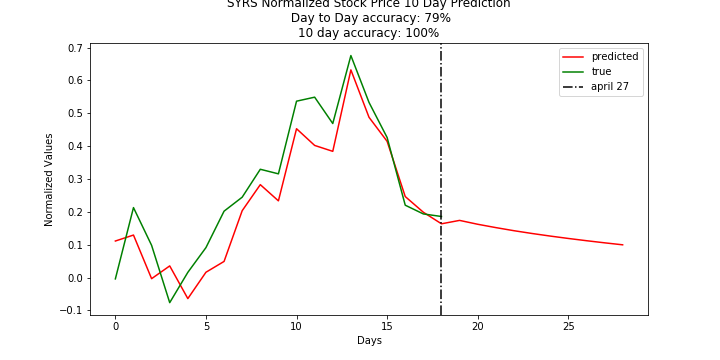 SYRS Normalized Stock Price 10 Day Prediction
Day to Day accuracy: 79%
10 day accuracy: 100%
predicted
true
april 27
Normalized Values
0.7
0.6
0.5
0.4
0.3
0.2
0.1
0.0
−0.1
0
5
10
15
20
25
Days